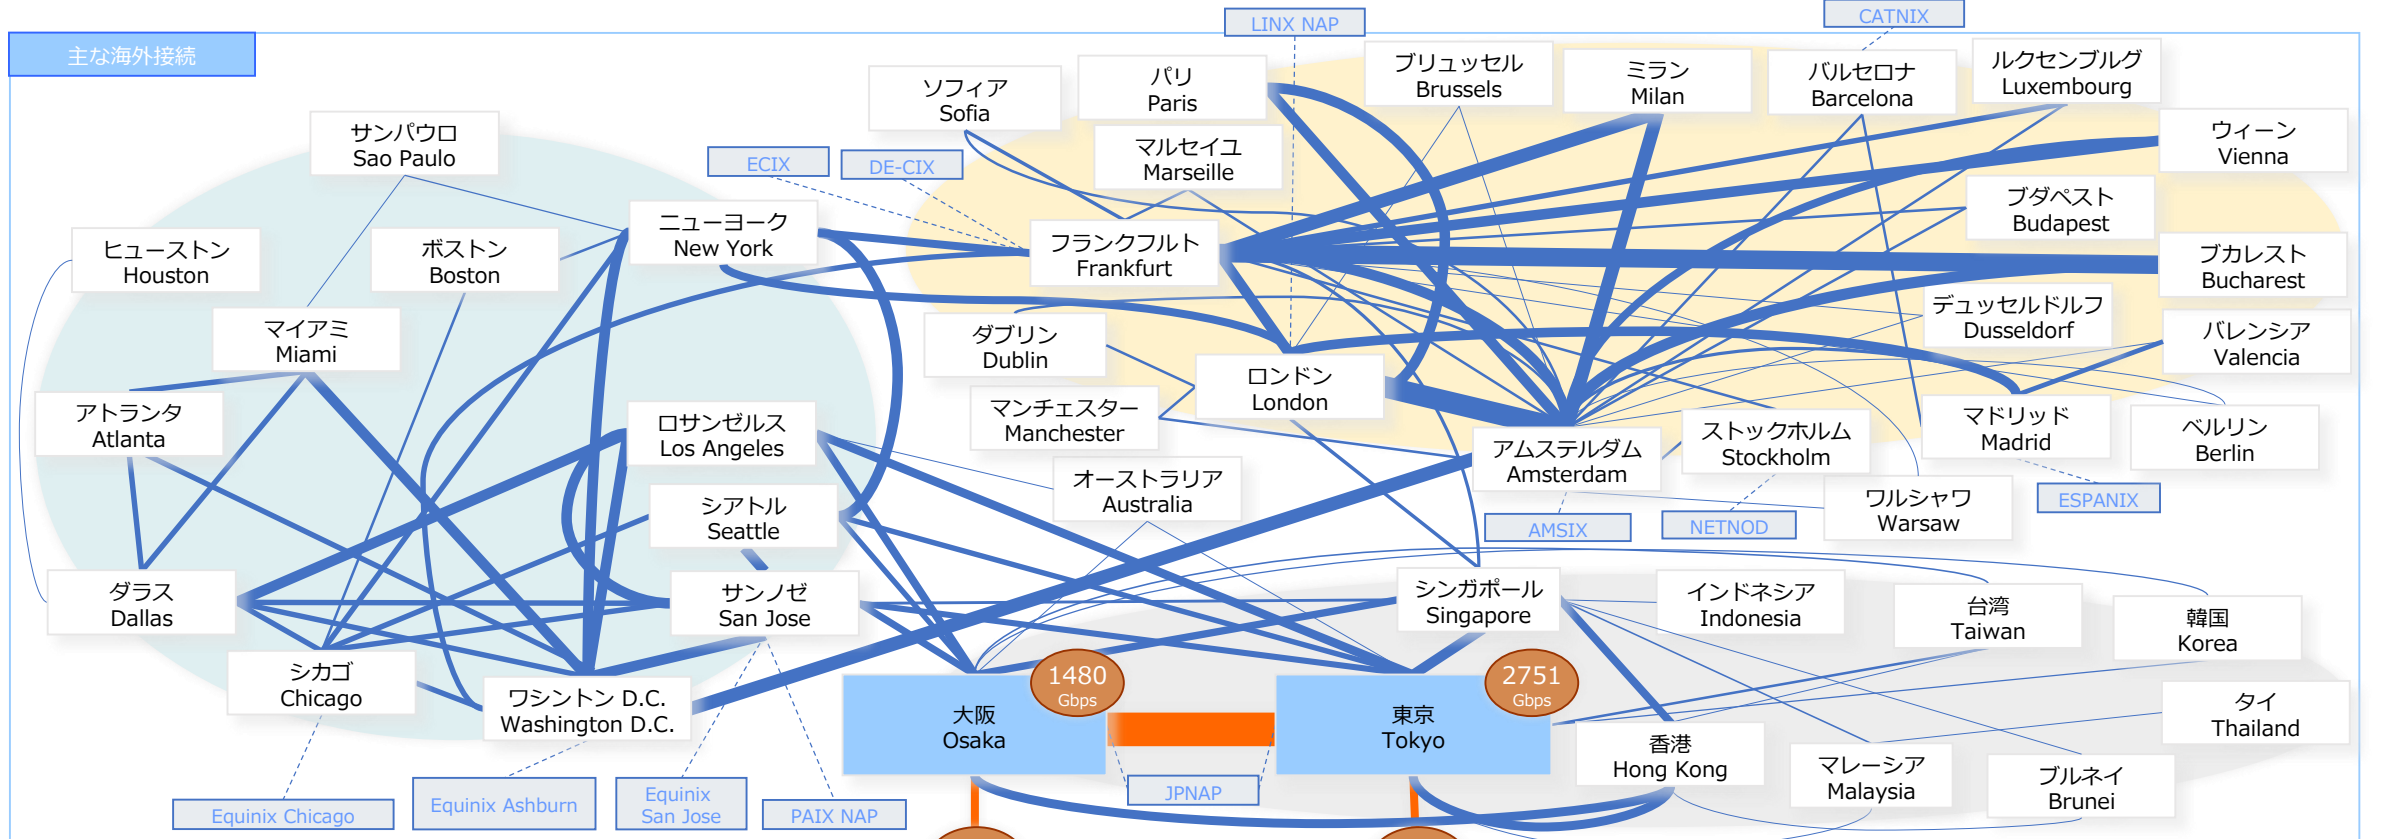 LINX NAP
CATNIX
主な海外接続
ソフィア
Sofia
パリ
Paris
ブリュッセル
Brussels
ミラン
Milan
バルセロナ
Barcelona
ルクセンブルグ
Luxembourg
サンパウロ
Sao Paulo
ECIX
DE-CIX
マルセイユ
Marseille
ウィーン
Vienna
ブダペスト
Budapest
ヒューストン
Houston
ボストン
Boston
ニューヨーク
New York
フランクフルト
Frankfurt
ブカレスト
Bucharest
マイアミ
Miami
ダブリン
Dublin
デュッセルドルフ
Dusseldorf
バレンシア
Valencia
アトランタ
Atlanta
ロサンゼルス
Los Angeles
マンチェスター
Manchester
ロンドン
London
アムステルダム
Amsterdam
ストックホルム
Stockholm
マドリッド
Madrid
ベルリン
Berlin
シアトル
Seattle
オーストラリア
Australia
AMSIX
NETNOD
ワルシャワ
Warsaw
ESPANIX
ダラス
Dallas
サンノゼ
San Jose
シンガポール
Singapore
インドネシア
Indonesia
台湾
Taiwan
韓国
Korea
シカゴ
Chicago
ワシントン D.C.
Washington D.C.
1480
Gbps
大阪
Osaka
2751
Gbps
東京
Tokyo
香港
Hong Kong
マレーシア
Malaysia
タイ
Thailand
ブルネイ
Brunei
JPNAP
Equinix Chicago
Equinix Ashburn
Equinix
San Jose
PAIX NAP